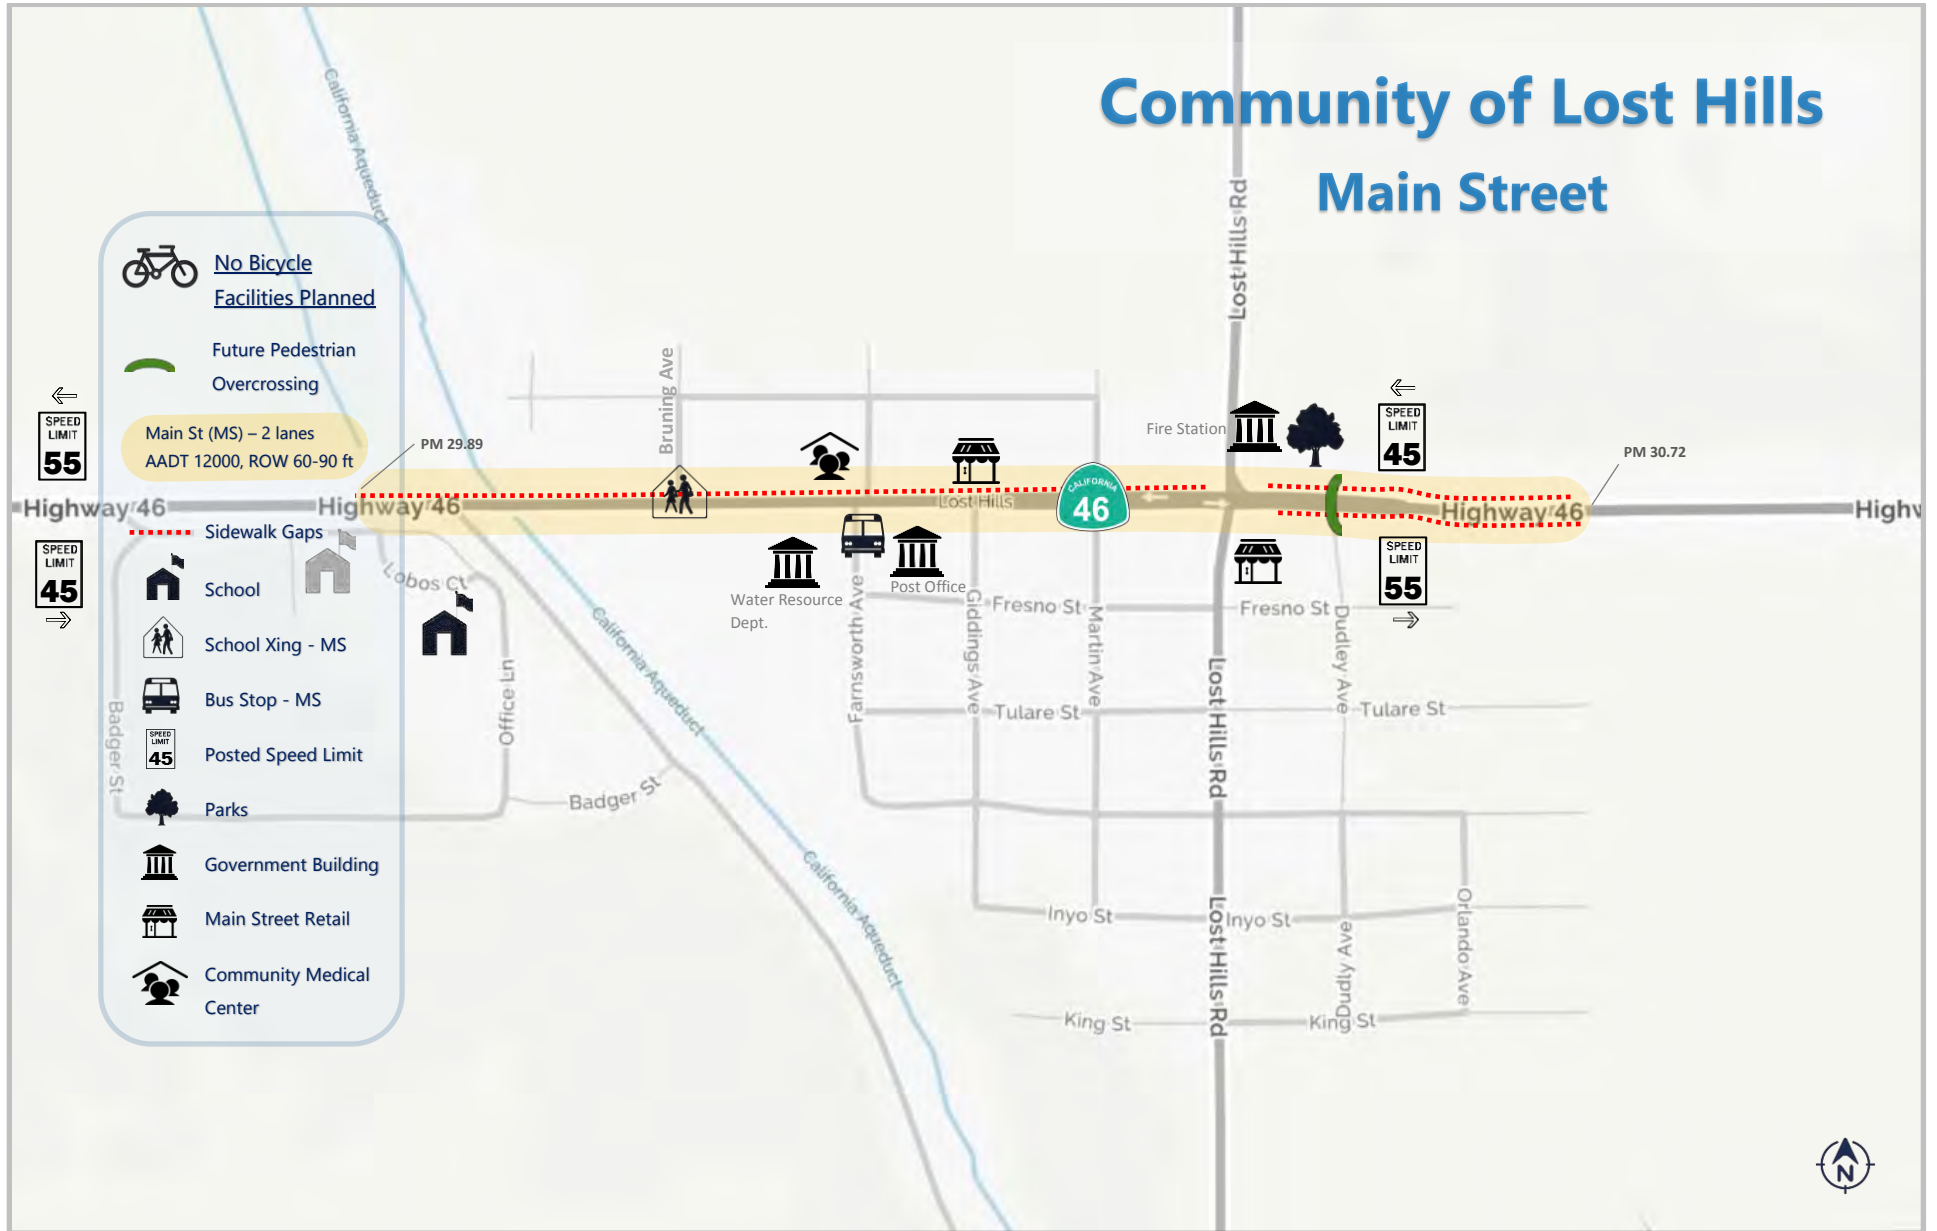 Community of Lost Hills
Main Street
California Aqueduct
Lost Hills Rd
No Bicycle
Facilities Planned
Future Pedestrian
Overcrossing
Main St (MS) – 2 lanes
AADT 12000, ROW 60-90 ft
SPEED
LIMIT
55
PM 29.89
Bruning Ave
Fire Station
SPEED
LIMIT
45
PM 30.72
Highway 46
Highway 46
Lost Hills
CALIFORNIA
46
Highway 46
Highw
SPEED
LIMIT
45
Sidewalk Gaps
School
School Xing - MS
Bus Stop - MS
SPEED
LIMIT
45
Posted Speed Limit
Parks
Government Building
Main Street Retail
Community Medical
Center
Lobos Ct
Office Ln
Badger St
Badger St
California Aqueduct
California Aqueduct
Water Resource
Dept.
Post Office
SPEED
LIMIT
55
Farnsworth Ave
Giddings Ave
Martin Ave
Fresno St
Fresno St
Dudley Ave
Tulare St
Tulare St
Lost Hills Rd
Inyo St
Inyo St
Lost Hills Rd
Dudly Ave
Orlando Ave
King St
King St
N